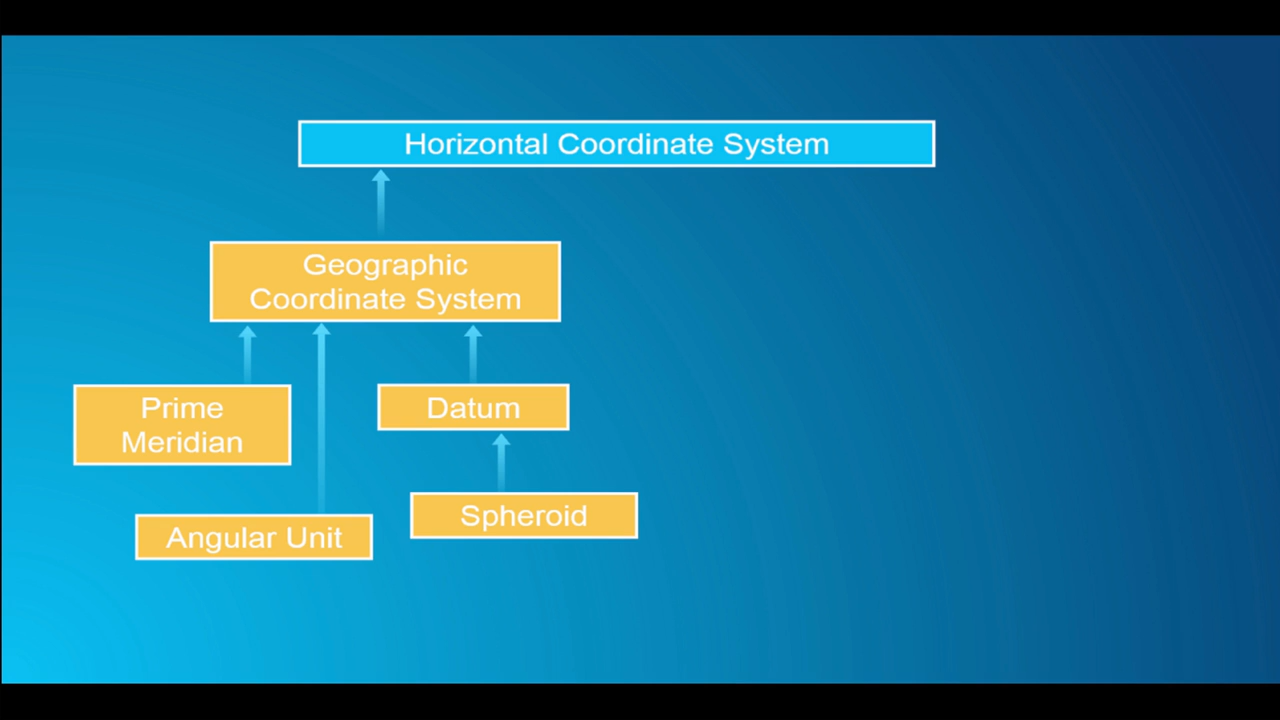 Horizontal Coordinate System
Geographic
Coordinate System
Prime
Meridian
Datum
Spheroid
Angular Unit